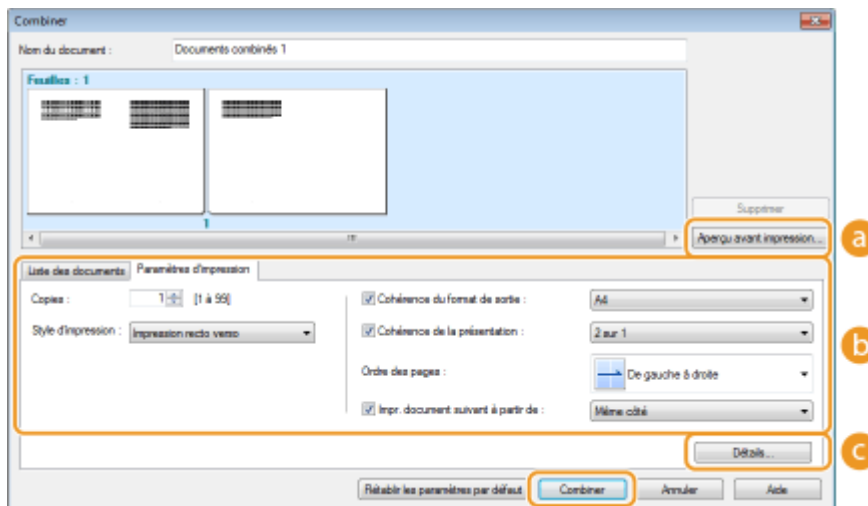 Combiner
Nom du document : Documents combinés 1
Feuilles : 1
1
Supprimer
Aperçu avant impression...
a
Liste des documents Paramètres d'impression
Copies : 1 [1 à 99] Cohérence du format de sortie : A4
Style d'impression : Impression recto verso Cohérence de la présentation : 2 sur 1
b
Ordre des pages : De gauche à droite
Impr. document suivant à partir de : Même côté
Détails...
c
Rétablir les paramètres par défaut Combiner Annuler Aide